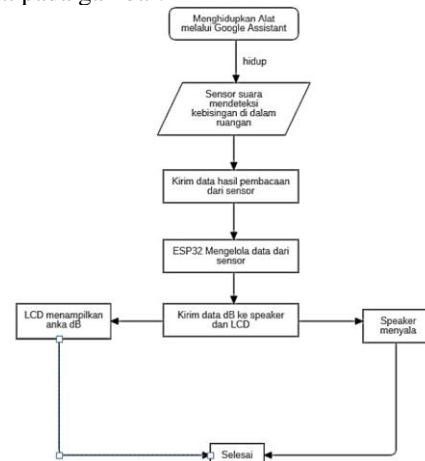 Menghidupkan Alat
melalui Google Assistant
hidup
Sensor suara
mendeteksi
kebisingan di dalam
ruangan
Kirim data hasil pembacaan
dari sensor
ESP32 Mengelola data dari
sensor
LCD menampilkan
anka dB
Kirim data dB ke speaker
dan LCD
Speaker
menyala
Selesai